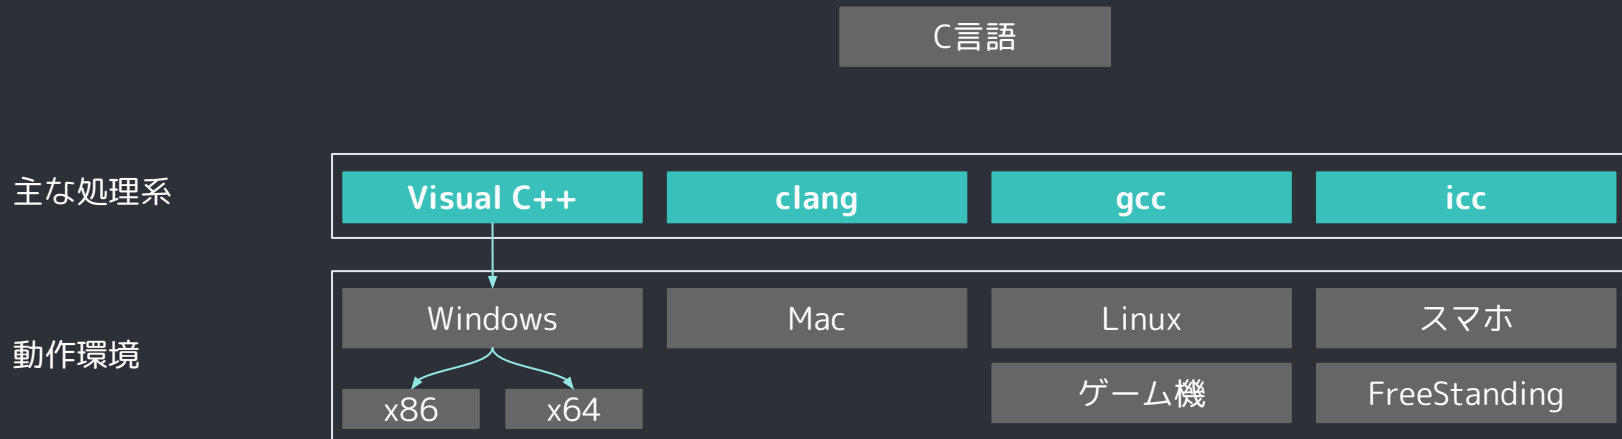 C言語
主な処理系
Visual C++
clang
gcc
icc
動作環境
Windows
Mac
Linux
スマホ
x86
x64
ゲーム機
FreeStanding